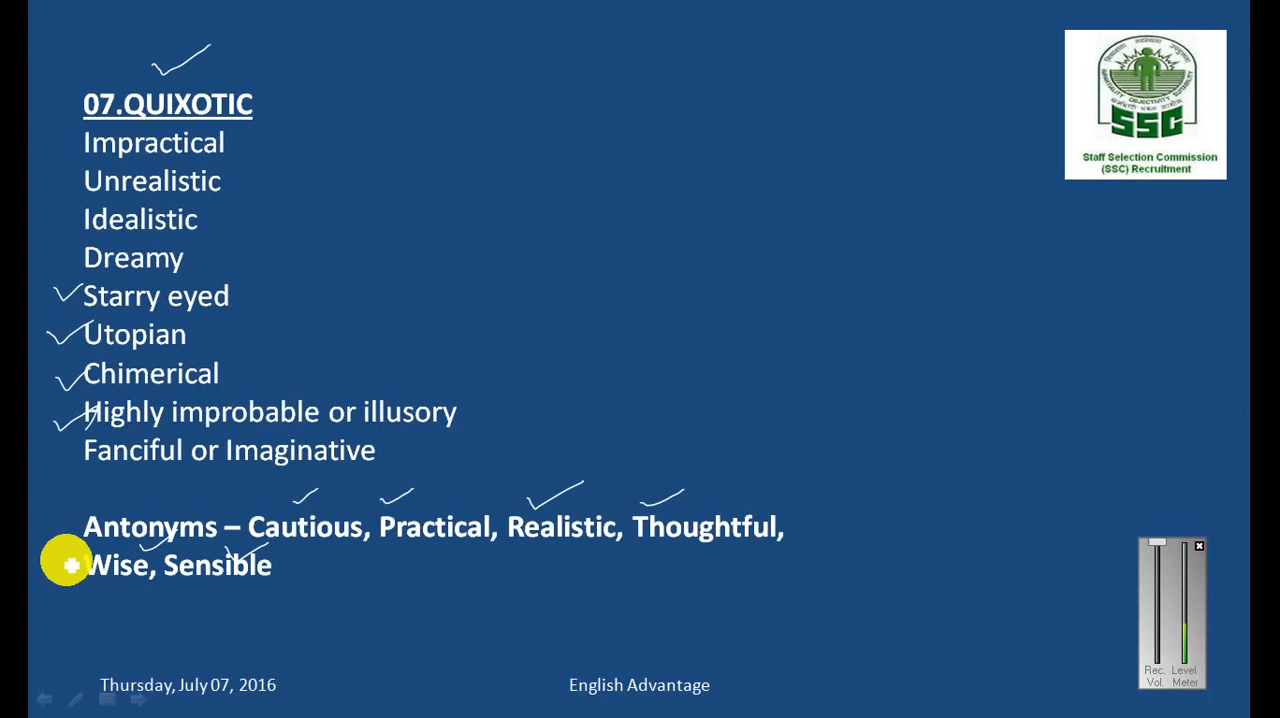 07.QUIXOTIC
Impractical
Unrealistic
Idealistic
Dreamy
Starry eyed
Utopian
Chimerical
Highly improbable or illusory
Fanciful or Imaginative
Antonyms – Cautious, Practical, Realistic, Thoughtful,
Wise, Sensible
SSC
Staff Selection Commission
(SSC) Recruitment
Rec. Level
Vol. Meter
Thursday, July 07, 2016
English Advantage